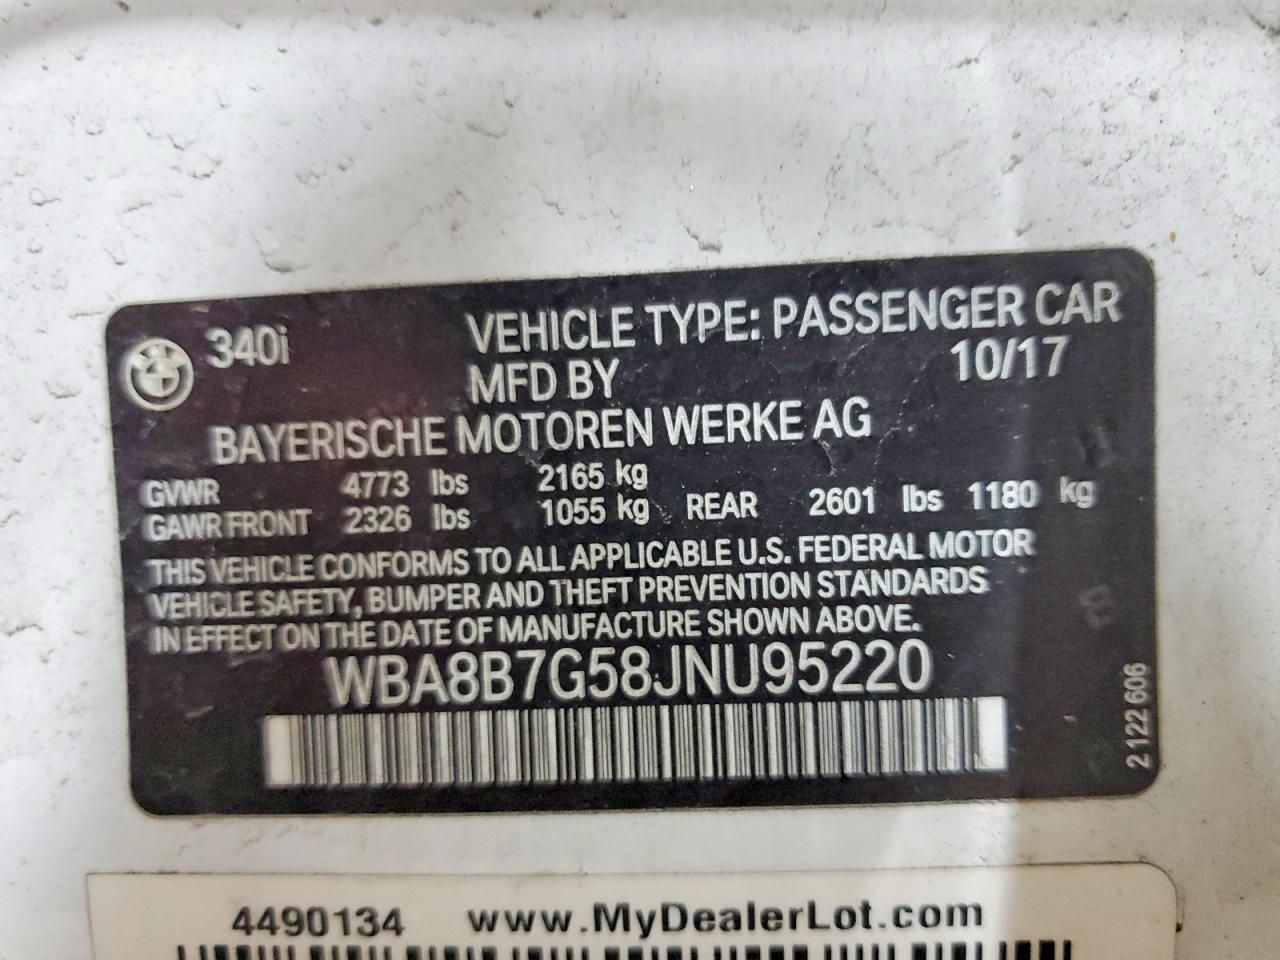 340i
VEHICLE TYPE: PASSENGER CAR
MFD BY 10/17
BAYERISCHE MOTOREN WERKE AG
GVWR 4773 lbs 2165 kg
GAWR FRONT 2326 lbs 1055 kg REAR 2601 lbs 1180 kg
THIS VEHICLE CONFORMS TO ALL APPLICABLE U.S. FEDERAL MOTOR
VEHICLE SAFETY, BUMPER AND THEFT PREVENTION STANDARDS
IN EFFECT ON THE DATE OF MANUFACTURE SHOWN ABOVE.
WBA8B7G58JNU95220
2 122 606
4490134 www.MyDealerLot.com